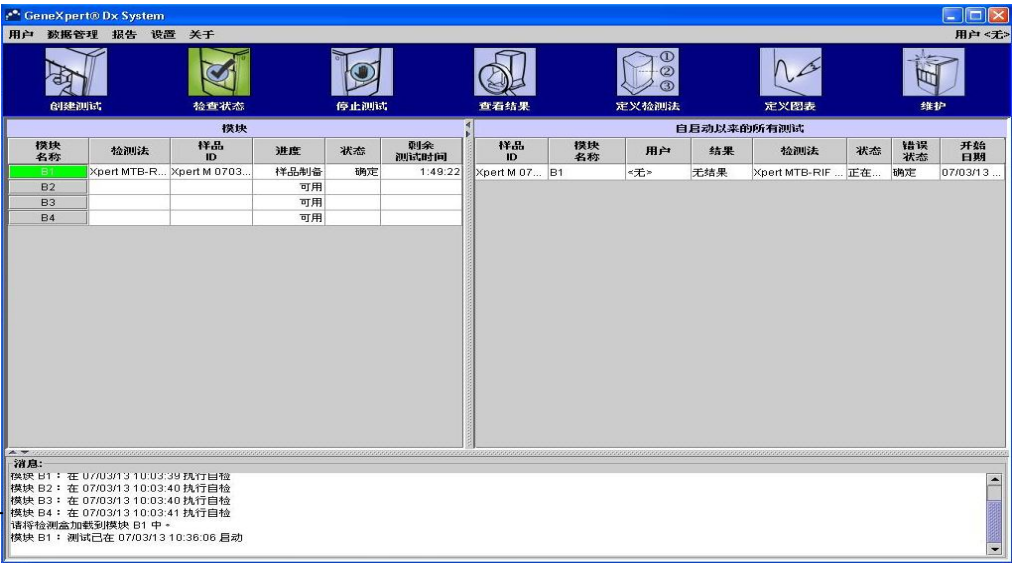 GeneXpert® Dx System
用户 数据管理 报告 设置 关于 用户 <无>
创建测试 检查状态 停止测试 查看结果 定义检测法 定义图表 维护
模块 自启动以来的所有测试
模块名称 检测法 样品ID 进度 状态 剩余测试时间 样品ID 模块名称 用户 结果 检测法 状态 错误状态 开始日期
B1 Xpert MTB-R... Xpert M 0703... 样品制备 确定 1:49:22 Xpert M 07... B1 <无> 无结果 Xpert MTB-RIF ... 正在... 确定 07/03/13 ...
B2 可用
B3 可用
B4 可用
消息:
模块 B1： 在 07/03/13 10:03:39 执行自检
模块 B2： 在 07/03/13 10:03:40 执行自检
模块 B3： 在 07/03/13 10:03:40 执行自检
模块 B4： 在 07/03/13 10:03:41 执行自检
请将检测盒加载到模块 B1 中。
模块 B1： 测试已在 07/03/13 10:36:06 启动